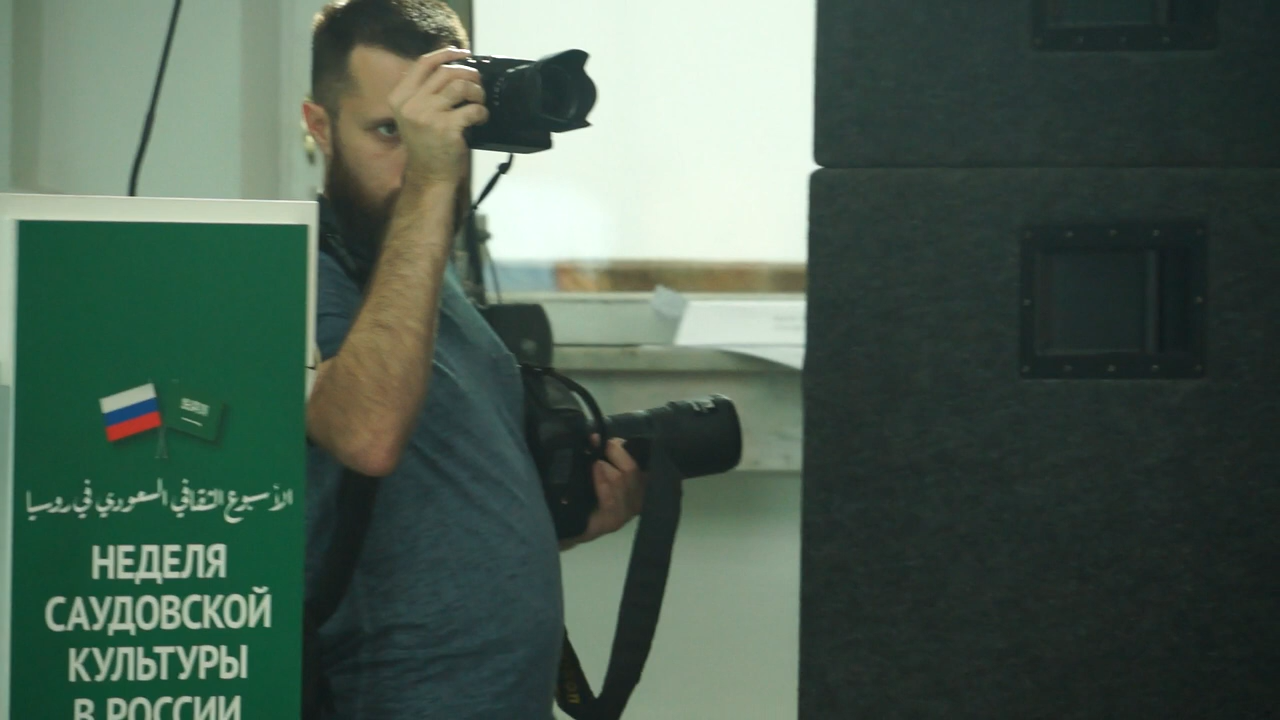 الأسبوع الثقافي السعودي في روسيا
НЕДЕЛЯ
САУДОВСКОЙ
КУЛЬТУРЫ
В РОССИИ